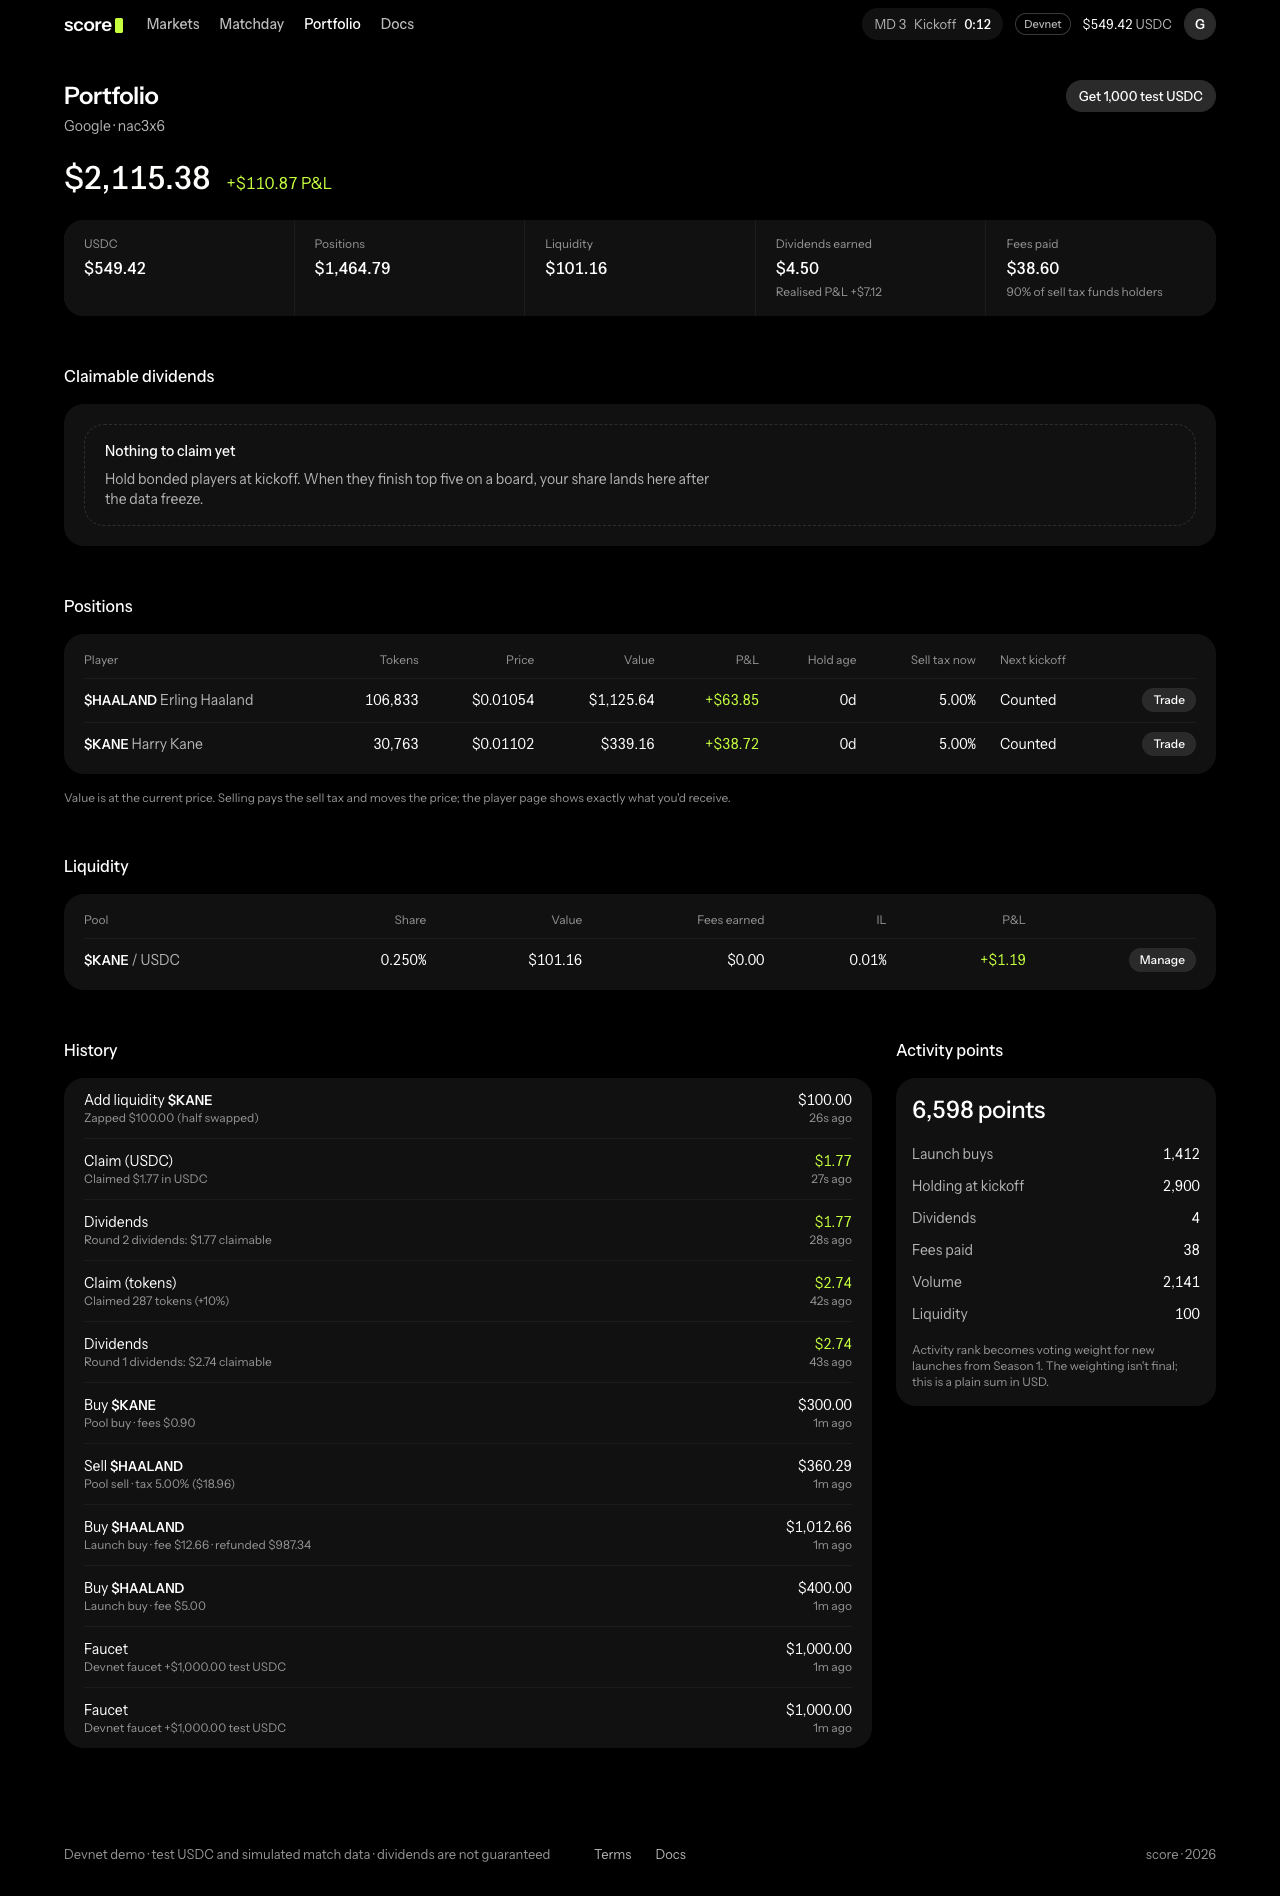 score Markets Matchday Portfolio Docs MD 3 Kickoff 0:12 Devnet $549.42 USDC G
Portfolio Get 1,000 test USDC
Google · nac3x6
$2,115.38 +$110.87 P&L
USDC Positions Liquidity Dividends earned Fees paid
$549.42 $1,464.79 $101.16 $4.50 $38.60
Realised P&L +$7.12 90% of sell tax funds holders
Claimable dividends
Nothing to claim yet
Hold bonded players at kickoff. When they finish top five on a board, your share lands here after
the data freeze.
Positions
Player Tokens Price Value P&L Hold age Sell tax now Next kickoff
$HAALAND Erling Haaland 106,833 $0.01054 $1,125.64 +$63.85 0d 5.00% Counted Trade
$KANE Harry Kane 30,763 $0.01102 $339.16 +$38.72 0d 5.00% Counted Trade
Value is at the current price. Selling pays the sell tax and moves the price; the player page shows exactly what you'd receive.
Liquidity
Pool Share Value Fees earned IL P&L
$KANE / USDC 0.250% $101.16 $0.00 0.01% +$1.19 Manage
History
Add liquidity $KANE $100.00
Zapped $100.00 (half swapped) 26s ago
Claim (USDC) $1.77
Claimed $1.77 in USDC 27s ago
Dividends $1.77
Round 2 dividends: $1.77 claimable 28s ago
Claim (tokens) $2.74
Claimed 287 tokens (+10%) 42s ago
Dividends $2.74
Round 1 dividends: $2.74 claimable 43s ago
Buy $KANE $300.00
Pool buy · fees $0.90 1m ago
Sell $HAALAND $360.29
Pool sell · tax 5.00% ($18.96) 1m ago
Buy $HAALAND $1,012.66
Launch buy · fee $12.66 · refunded $987.34 1m ago
Buy $HAALAND $400.00
Launch buy · fee $5.00 1m ago
Faucet $1,000.00
Devnet faucet +$1,000.00 test USDC 1m ago
Faucet $1,000.00
Devnet faucet +$1,000.00 test USDC 1m ago
Activity points
6,598 points
Launch buys 1,412
Holding at kickoff 2,900
Dividends 4
Fees paid 38
Volume 2,141
Liquidity 100
Activity rank becomes voting weight for new
launches from Season 1. The weighting isn't final;
this is a plain sum in USD.
Devnet demo · test USDC and simulated match data · dividends are not guaranteed Terms Docs score · 2026